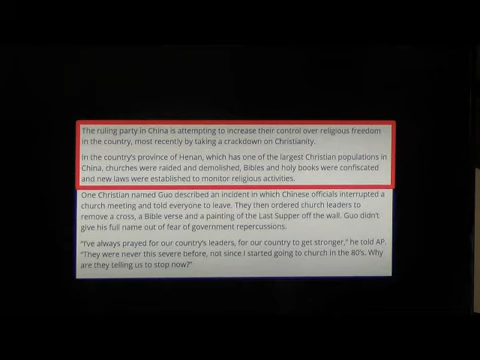 The ruling party in China is attempting to increase their control over religious freedom
in the country, most recently by taking a crackdown on Christianity.
In the country's province of Henan, which has one of the largest Christian populations in
China, churches were raided and demolished, Bibles and holy books were confiscated
and new laws were established to monitor religious activities.
One Christian named Guo described an incident in which Chinese officials interrupted a
church meeting and told everyone to leave. They then ordered church leaders to
remove a cross, a Bible verse and a painting of the Last Supper off the wall. Guo didn't
give his full name out of fear of government repercussions.
"I've always prayed for our country's leaders, for our country to get stronger," he told AP.
"They were never this severe before, not since I started going to church in the 80's. Why
are they telling us to stop now?"